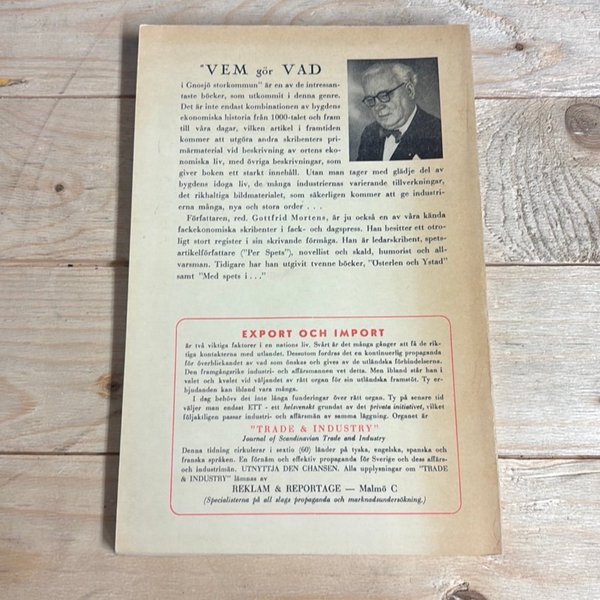 "VEM gör VAD
i Gnosjö storkommun" är en av de intressan-
taste böcker, som utkommit i denna genre.
Det är inte endast kombinationen av bygdens
ekonomiska historia från 1000-talet och fram
till våra dagar, vilken artikel i framtiden
kommer att utgöra andra skribenters pri-
märmaterial vid beskrivning av ortens eko-
nomiska liv, med övriga beskrivningar, som
giver boken ett starkt innehåll. Utan man tager med glädje del av
bygdens idoga liv, de många industriernas varierande tillverkningar,
det rikhaltiga bildmaterialet, som säkerligen kommer att ge industri-
erna många, nya och stora order . . .
Författaren, red. Gottfrid Mortens, är ju också en av våra kända
fackekonomiska skribenter i fack- och dagspress. Han besitter ett otro-
ligt stort register i sin skrivande förmåga. Han är ledarskribent, spets-
artikelförfattare ("Per Spets"), novellist och skald, humorist och all-
varsman. Tidigare har han utgivit tvenne böcker, "Österlen och Ystad"
samt "Med spets i . . ."
EXPORT OCH IMPORT
är två viktiga faktorer i en nations liv. Svårt är det många gånger att få de rik-
tiga kontakterna med utlandet. Dessutom fordras det en kontinuerlig propaganda
för överblickandet av vad som önskas och gives av de utländska förbindelserna.
Den framgångsrike industri- och affärsmannen vet detta. Men ibland står han i
valet och kvalet vid väljandet av rätt organ för sin utländska framstöt. Ty er-
bjudanden kan ibland vara många.
I dag behövs det inte långa funderingar över rätt organ. Ty på senare tid
väljer man endast ETT - ett helsvenskt grundat av det privata initiativet, vilket
följaktligen passar industri- och affärsmän av samma läggning. Organet är
"TRADE & INDUSTRY"
Journal of Scandinavian Trade and Industry
Denna tidning cirkulerar i sextio (60) länder på tyska, engelska, spanska och
franska språken. En förnäm och effektiv propaganda för Sverige och dess affärs-
och industrimän. UTNYTTJA DEN CHANSEN. Alla upplysningar om "TRADE
& INDUSTRY" lämnas av
REKLAM & REPORTAGE — Malmö C
(Specialisterna på all slags propaganda och marknadsundersökning.)